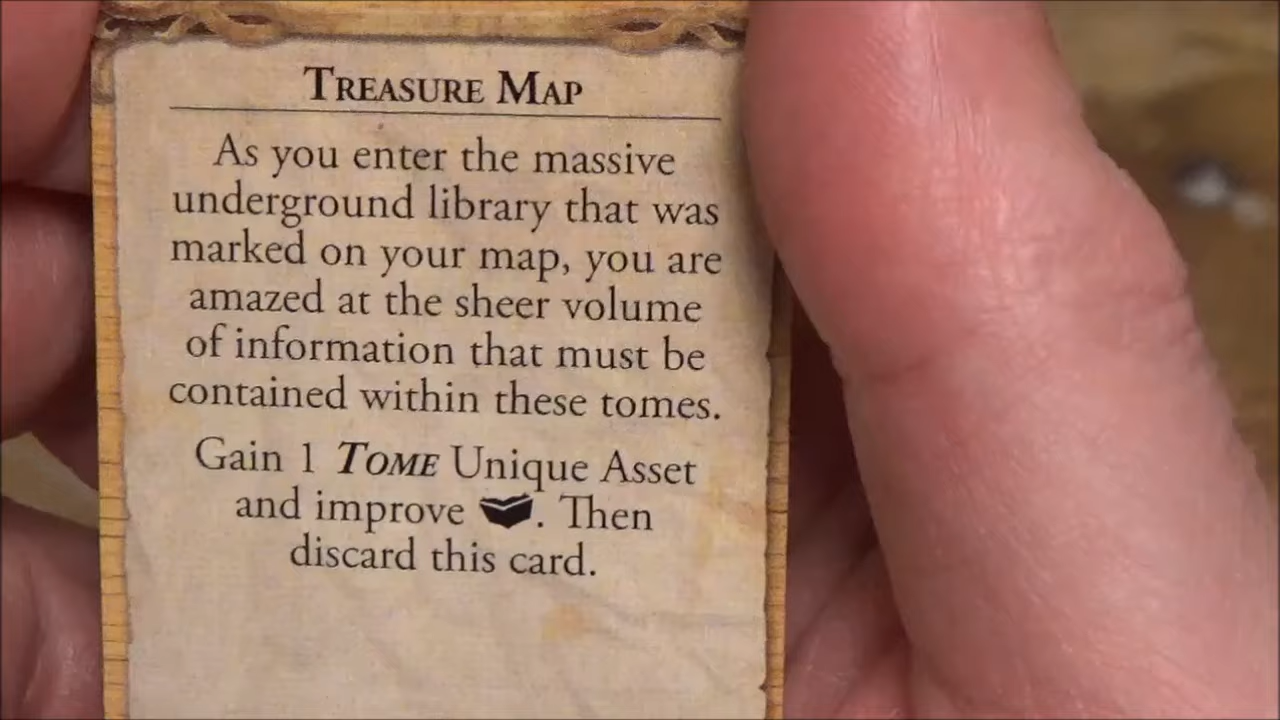 TREASURE MAP
As you enter the massive
underground library that was
marked on your map, you are
amazed at the sheer volume
of information that must be
contained within these tomes.
Gain 1 TOME Unique Asset
and improve . Then
discard this card.